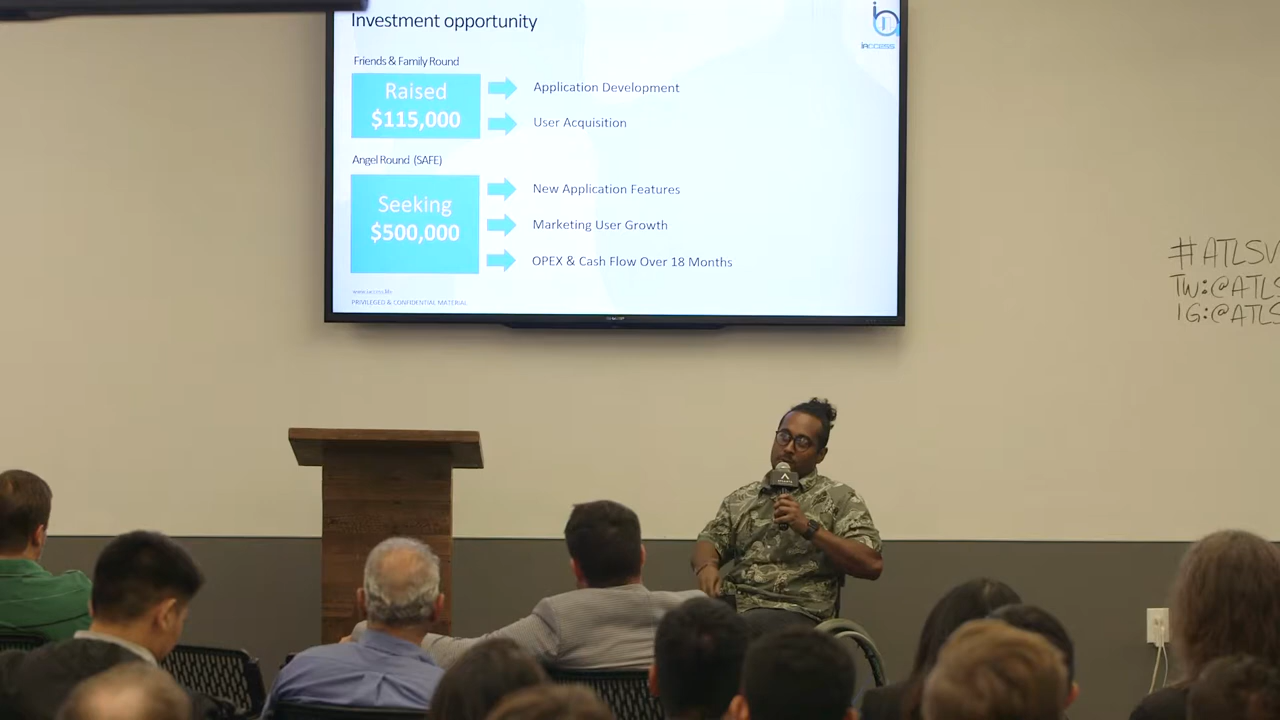 Investment opportunity
iaccess
Friends & Family Round
Raised
$115,000
Application Development
User Acquisition
Angel Round (SAFE)
Seeking
$500,000
New Application Features
Marketing User Growth
OPEX & Cash Flow Over 18 Months
PRIVILEGED & CONFIDENTIAL MATERIAL
#ATLSV
TW:@ATLS
IG:@ATLS